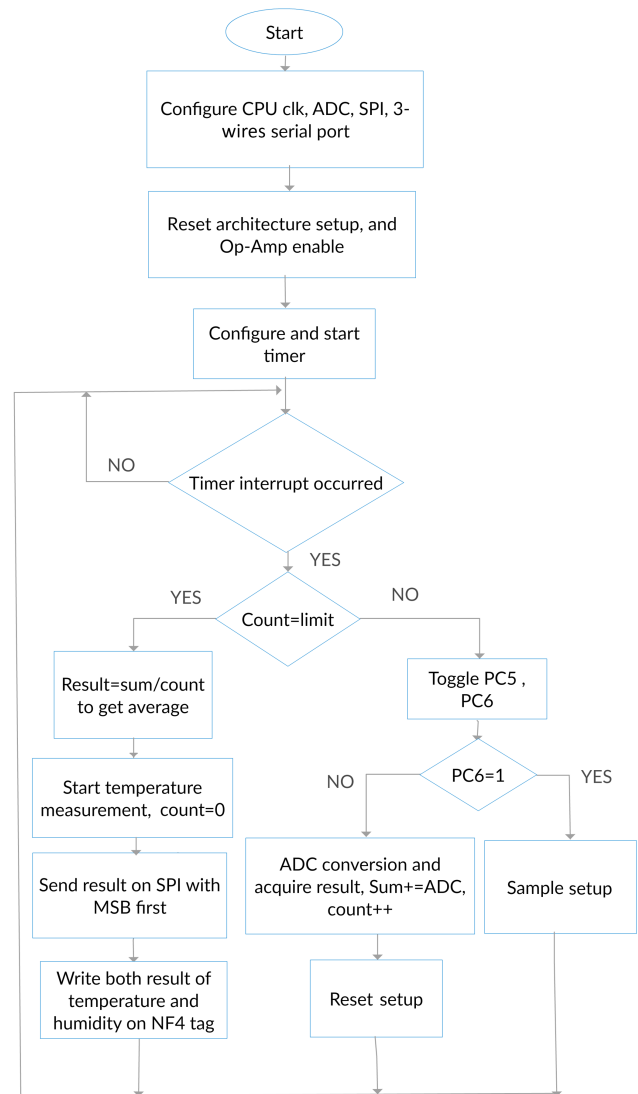 Start
Configure CPU clk, ADC, SPI, 3-
wires serial port
Reset architecture setup, and
Op-Amp enable
Configure and start
timer
NO
Timer interrupt occurred
YES
YES
NO
Count=limit
Result=sum/count
to get average
Toggle PC5 ,
PC6
Start temperature
measurement,  count=0
NO
PC6=1
YES
Send result on SPI with
MSB first
ADC conversion and
acquire result, Sum+=ADC,
count++
Sample setup
Write both result of
temperature and
humidity on NF4 tag
Reset setup